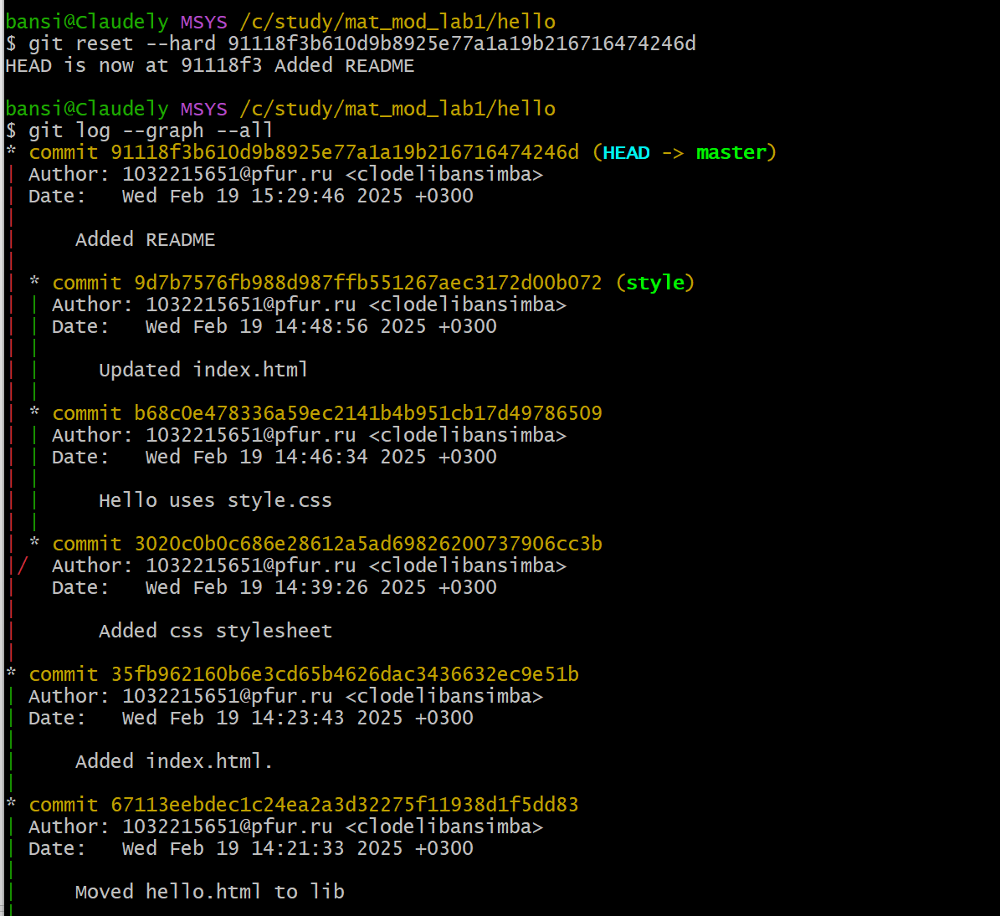 bansi@Claudely MSYS /c/study/mat_mod_lab1/hello
$ git reset --hard 91118f3b610d9b8925e77a1a19b216716474246d
HEAD is now at 91118f3 Added README

bansi@Claudely MSYS /c/study/mat_mod_lab1/hello
$ git log --graph --all
* commit 91118f3b610d9b8925e77a1a19b216716474246d (HEAD -> master)
| Author: 1032215651@pfur.ru <clodelibansimba>
| Date:   Wed Feb 19 15:29:46 2025 +0300
|
|     Added README
|
| * commit 9d7b7576fb988d987ffb551267aec3172d00b072 (style)
| | Author: 1032215651@pfur.ru <clodelibansimba>
| | Date:   Wed Feb 19 14:48:56 2025 +0300
| |
| |     Updated index.html
| |
| * commit b68c0e478336a59ec2141b4b951cb17d49786509
| | Author: 1032215651@pfur.ru <clodelibansimba>
| | Date:   Wed Feb 19 14:46:34 2025 +0300
| |
| |     Hello uses style.css
| |
| * commit 3020c0b0c686e28612a5ad69826200737906cc3b
|/  Author: 1032215651@pfur.ru <clodelibansimba>
|   Date:   Wed Feb 19 14:39:26 2025 +0300
|
|       Added css stylesheet
|
* commit 35fb962160b6e3cd65b4626dac3436632ec9e51b
| Author: 1032215651@pfur.ru <clodelibansimba>
| Date:   Wed Feb 19 14:23:43 2025 +0300
|
|     Added index.html.
|
* commit 67113eebdec1c24ea2a3d32275f11938d1f5dd83
| Author: 1032215651@pfur.ru <clodelibansimba>
| Date:   Wed Feb 19 14:21:33 2025 +0300
|
|     Moved hello.html to lib
|